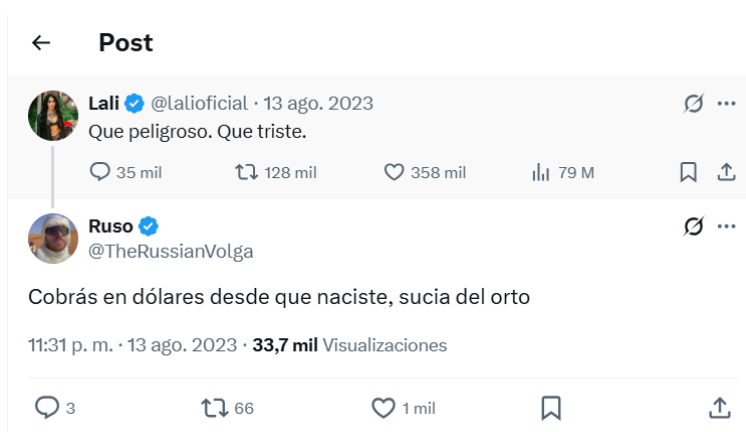 Post
Lali @lalioficial · 13 ago. 2023
Que peligroso. Que triste.
35 mil 128 mil 358 mil 79 M
Ruso
@TheRussianVolga
Cobrás en dólares desde que naciste, sucia del orto
11:31 p. m. · 13 ago. 2023 · 33,7 mil Visualizaciones
3 66 1 mil